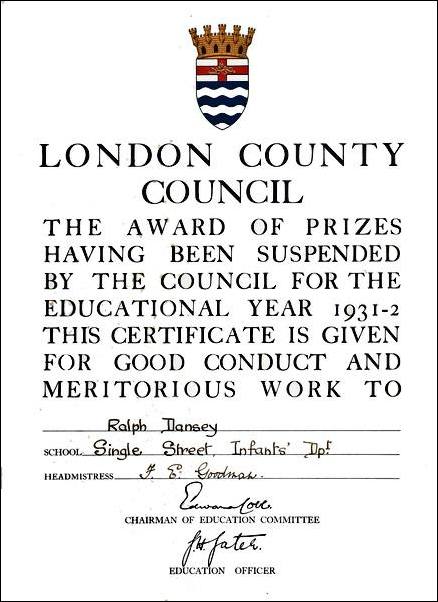 LONDON COUNTY
COUNCIL
THE AWARD OF PRIZES
HAVING BEEN SUSPENDED
BY THE COUNCIL FOR THE
EDUCATIONAL YEAR 1931-2
THIS CERTIFICATE IS GIVEN
FOR GOOD CONDUCT AND
MERITORIOUS WORK TO
Ralph Dansey
SCHOOL Single Street, Infants' Dpt
HEADMISTRESS F. E. Goodman.
CHAIRMAN OF EDUCATION COMMITTEE
EDUCATION OFFICER